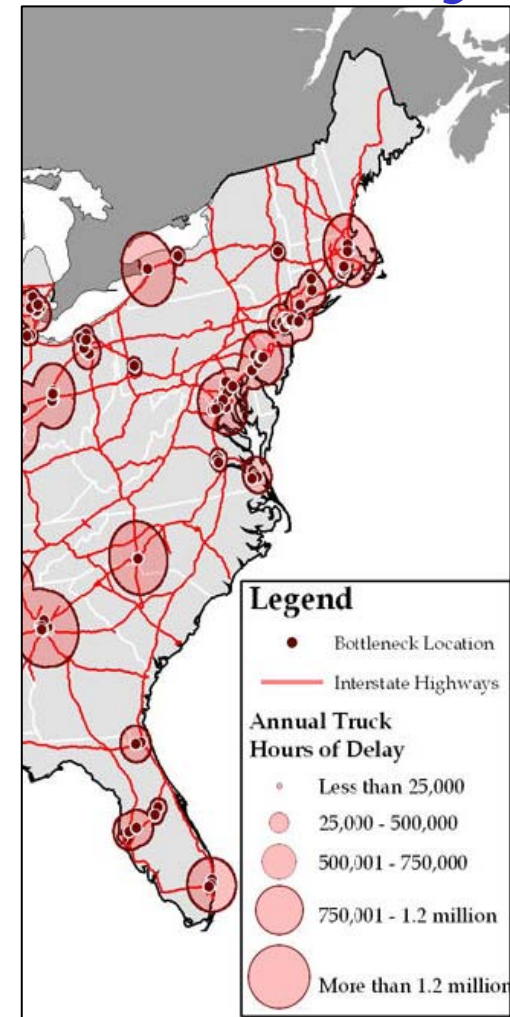 Legend
Bottleneck Location
Interstate Highways
Annual Truck
Hours of Delay
Less than 25,000
25,000 - 500,000
500,001 - 750,000
750,001 - 1.2 million
More than 1.2 million